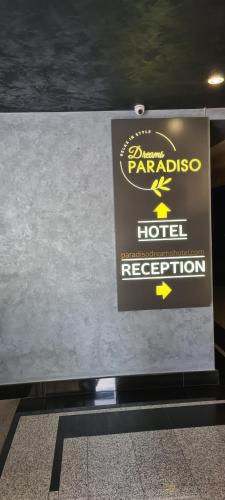 RELAX IN STYLE
Dreams
PARADISO
HOTEL
paradisodreamshotel.com
RECEPTION